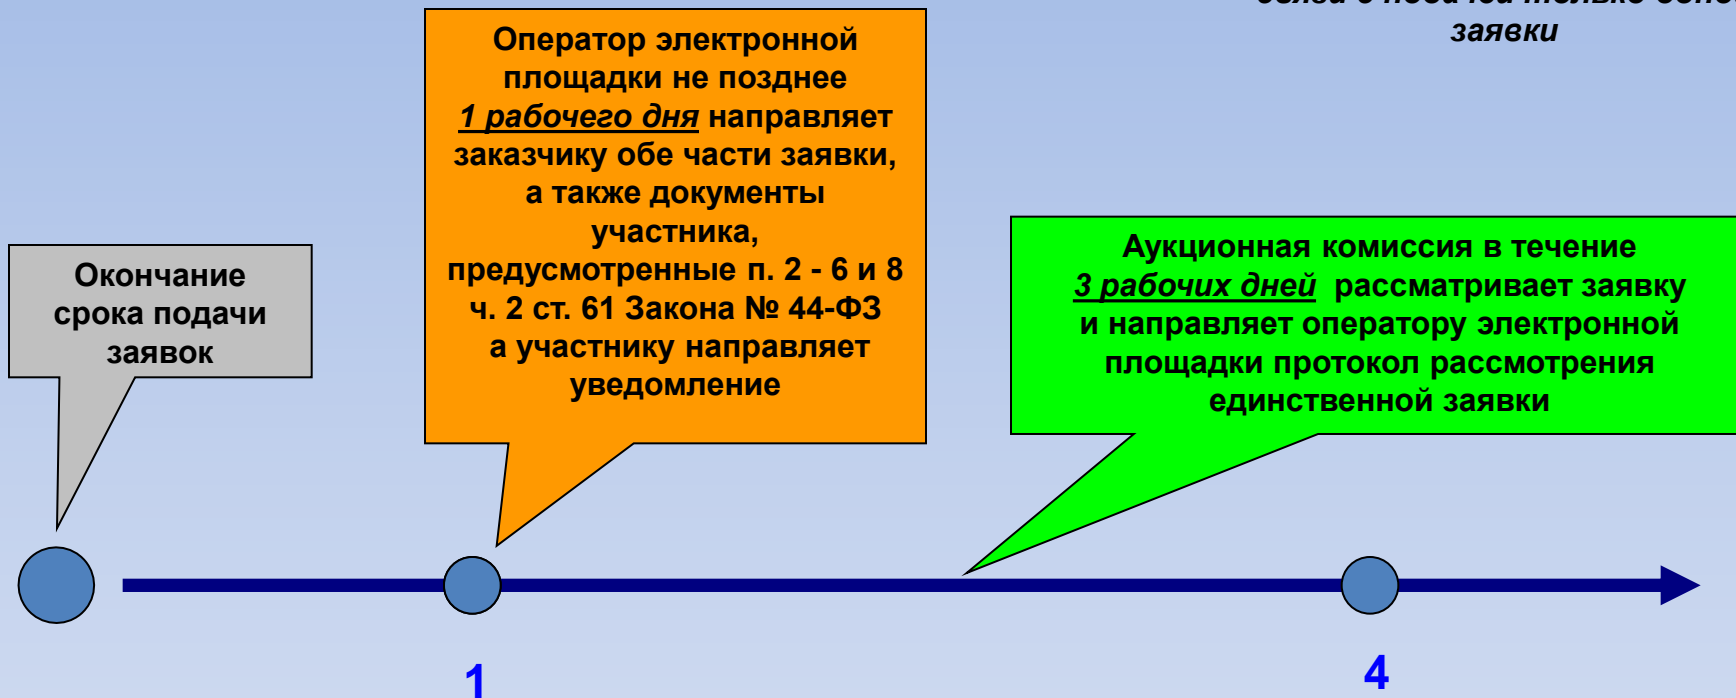 заявки
Оператор электронной
площадки не позднее
1 рабочего дня направляет
заказчику обе части заявки,
а также документы
участника,
предусмотренные п. 2 - 6 и 8
ч. 2 ст. 61 Закона № 44-ФЗ
а участнику направляет
уведомление
Окончание
срока подачи
заявок
Аукционная комиссия в течение
3 рабочих дней рассматривает заявку
и направляет оператору электронной
площадки протокол рассмотрения
единственной заявки
1
4